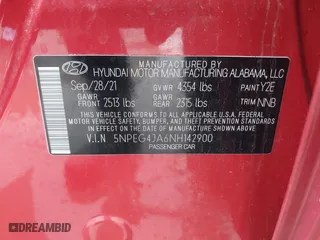 MANUFACTURED BY
HYUNDAI MOTOR MANUFACTURING ALABAMA, LLC
Sep/28/21 GVWR 4354 lbs PAINT Y2E
GAWR FRONT 2513 lbs GAWR REAR 2315 lbs TRIM NNB
THIS VEHICLE CONFORMS TO ALL APPLICABLE U.S. FEDERAL
MOTOR VEHICLE SAFETY, BUMPER, AND THEFT PREVENTION
STANDARDS IN EFFECT ON THE DATE OF MANUFACTURE SHOWN ABOVE.
V.I.N 5NPEG4JA6NH142900
PASSENGER CAR